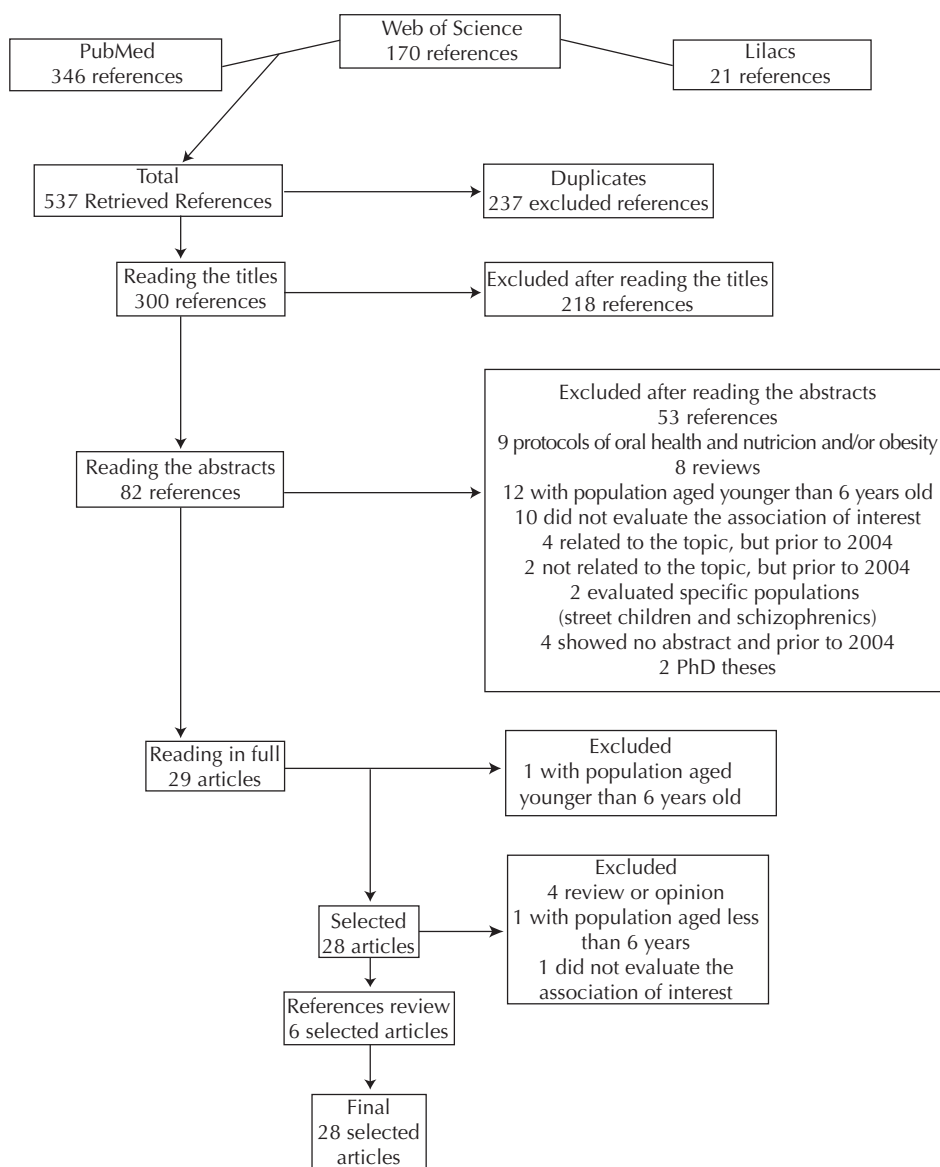 Web of Science
170 references
PubMed
346 references
Lilacs
21 references
Total
537 Retrieved References
Duplicates
237 excluded references
Reading the titles
300 references
Excluded after reading the titles
218 references
Excluded after reading the abstracts
53 references
9 protocols of oral health and nutricion and/or obesity
8 reviews
12 with population aged younger than 6 years old
10 did not evaluate the association of interest
4 related to the topic, but prior to 2004
2 not related to the topic, but prior to 2004
2 evaluated specific populations
(street children and schizophrenics)
4 showed no abstract and prior to 2004
2 PhD theses
Reading the abstracts
82 references
Reading in full
29 articles
Excluded
1 with population aged
younger than 6 years old
Selected
28 articles
Excluded
4 review or opinion
1 with population aged less
than 6 years
1 did not evaluate the
association of interest
References review
6 selected articles
Final
28 selected
articles